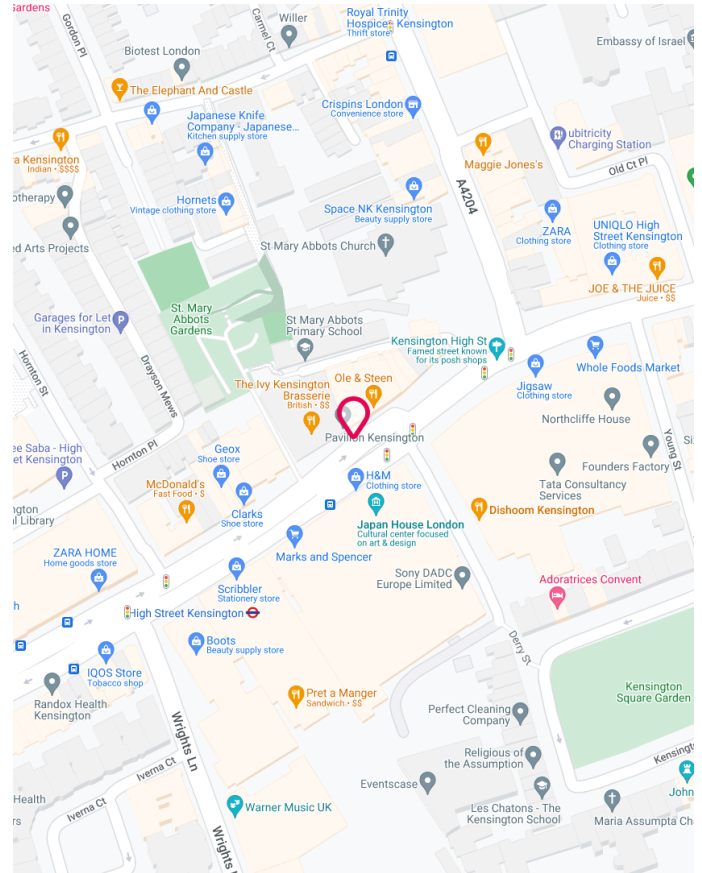 Gardens
Gordon Pl
Carmel Ct
Willer
Royal Trinity
Hospice Kensington
Thrift store
Embassy of Israel
Biotest London
The Elephant And Castle
Japanese Knife
Company - Japanese...
Kitchen supply store
Crispins London
Convenience store
ubitricity
Charging Station
Maggie Jones's
Old Ct Pl
a Kensington
Indian • $$$$
A4204
otherapy
Hornets
Vintage clothing store
Space NK Kensington
Beauty supply store
ZARA
Clothing store
UNIQLO High
Street Kensington
Clothing store
ed Arts Projects
St Mary Abbots Church
JOE & THE JUICE
Juice • $$
St. Mary
Abbots
Gardens
Garages for Let
in Kensington
St Mary Abbots
Primary School
Kensington High St
Famed street known
for its posh shops
Whole Foods Market
Hornton St
Drayson Mews
The Ivy Kensington
Brasserie
British • $$
Ole & Steen
Jigsaw
Clothing store
Northcliffe House
Pavilion Kensington
Young St
Si
Hornton Pl
ee Saba - High
et Kensington
Geox
Shoe store
Founders Factory
McDonald's
Fast Food • $
H&M
Clothing store
Tata Consultancy
Services
ngton
al Library
Clarks
Shoe store
Japan House London
Cultural center focused
on art & design
Dishoom Kensington
Marks and Spencer
ZARA HOME
Home goods store
Scribbler
Stationery store
Sony DADC
Europe Limited
Adoratrices Convent
h
High Street Kensington
Derry St
Boots
Beauty supply store
IQOS Store
Tobacco shop
Randox Health
Kensington
Pret a Manger
Sandwich • $$
Kensington
Square Garden
Perfect Cleaning
Company
Wrights Ln
Religious of
the Assumption
Kensingt
Iverna Ct
Eventscase
John
Health
rs
Iverna Ct
Warner Music UK
Les Chatons - The
Kensington School
Maria Assumpta Ch
Wrights L